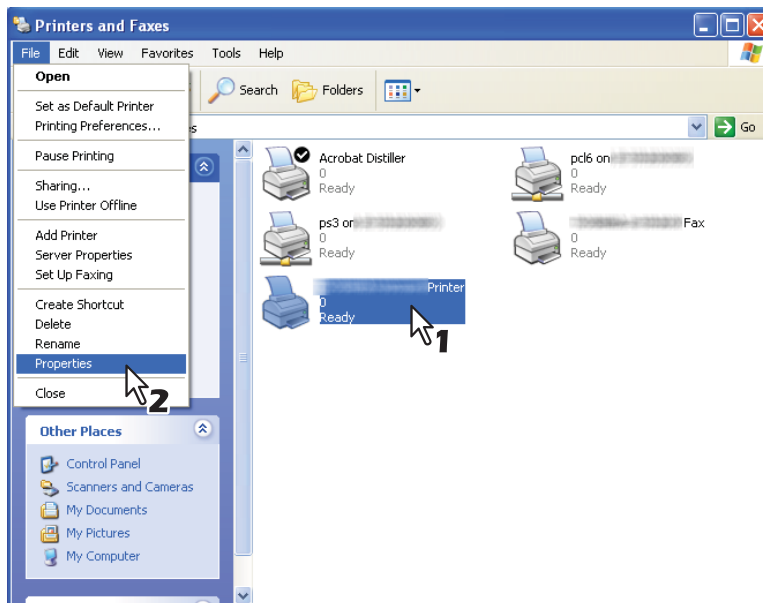 Printers and Faxes
File Edit View Favorites Tools Help
Open
Set as Default Printer
Printing Preferences...
Pause Printing
Sharing...
Use Printer Offline
Add Printer
Server Properties
Set Up Faxing
Create Shortcut
Delete
Rename
Properties
Close
Search Folders
es
Go
Acrobat Distiller
0
Ready
pcl6 on
0
Ready
ps3 on
0
Ready
Fax
0
Ready
Printer
0
Ready
1
2
Other Places
Control Panel
Scanners and Cameras
My Documents
My Pictures
My Computer